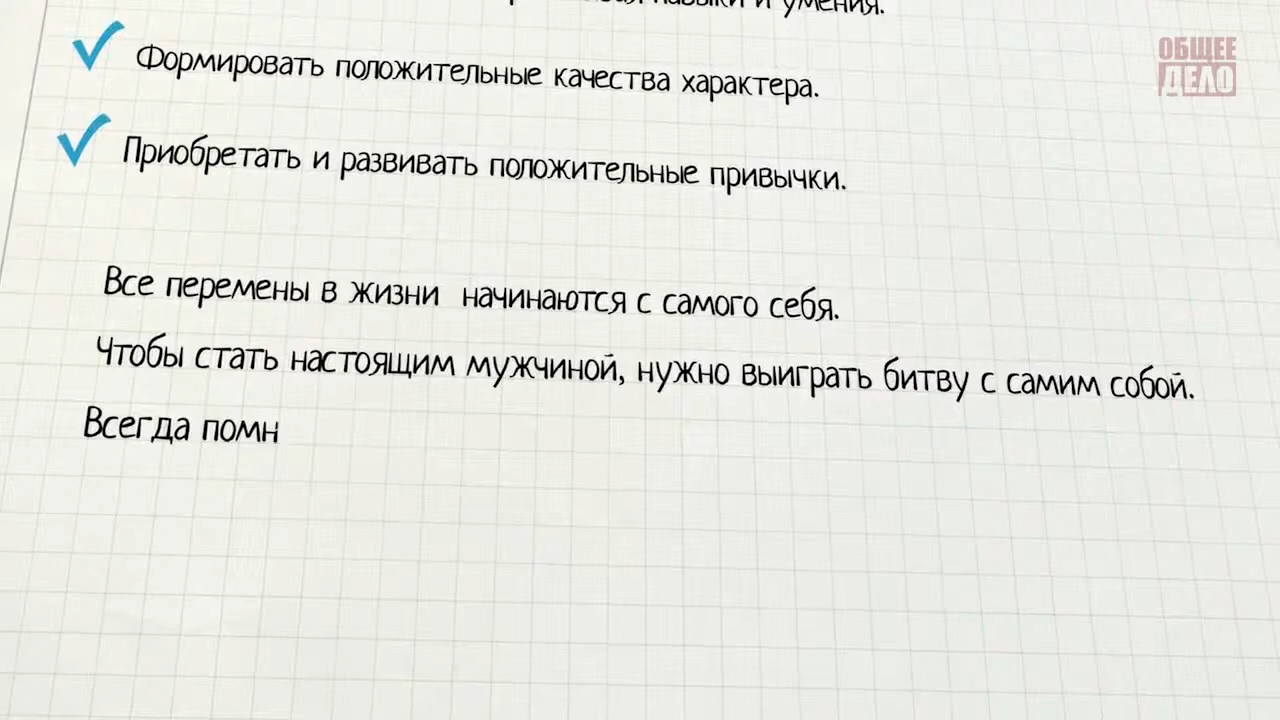 и умения.
Формировать положительные качества характера.
Приобретать и развивать положительные привычки.
Все перемены в жизни начинаются с самого себя.
Чтобы стать настоящим мужчиной, нужно выиграть битву с самим собой.
Всегда помн
ОБЩЕЕ
ДЕЛО